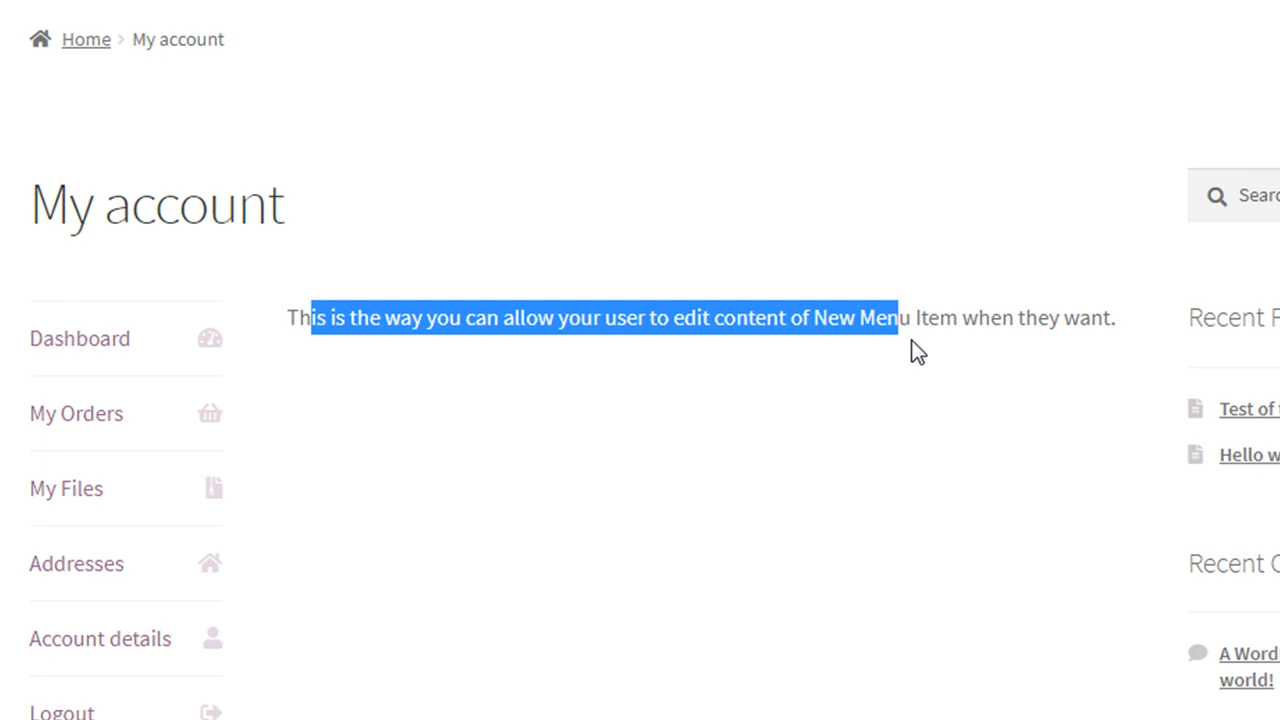 Home My account
My account
Dashboard
My Orders
My Files
Addresses
Account details
Logout
This is the way you can allow your user to edit content of New Menu Item when they want.
Recent
Test of
Hello
Recent
A
world!